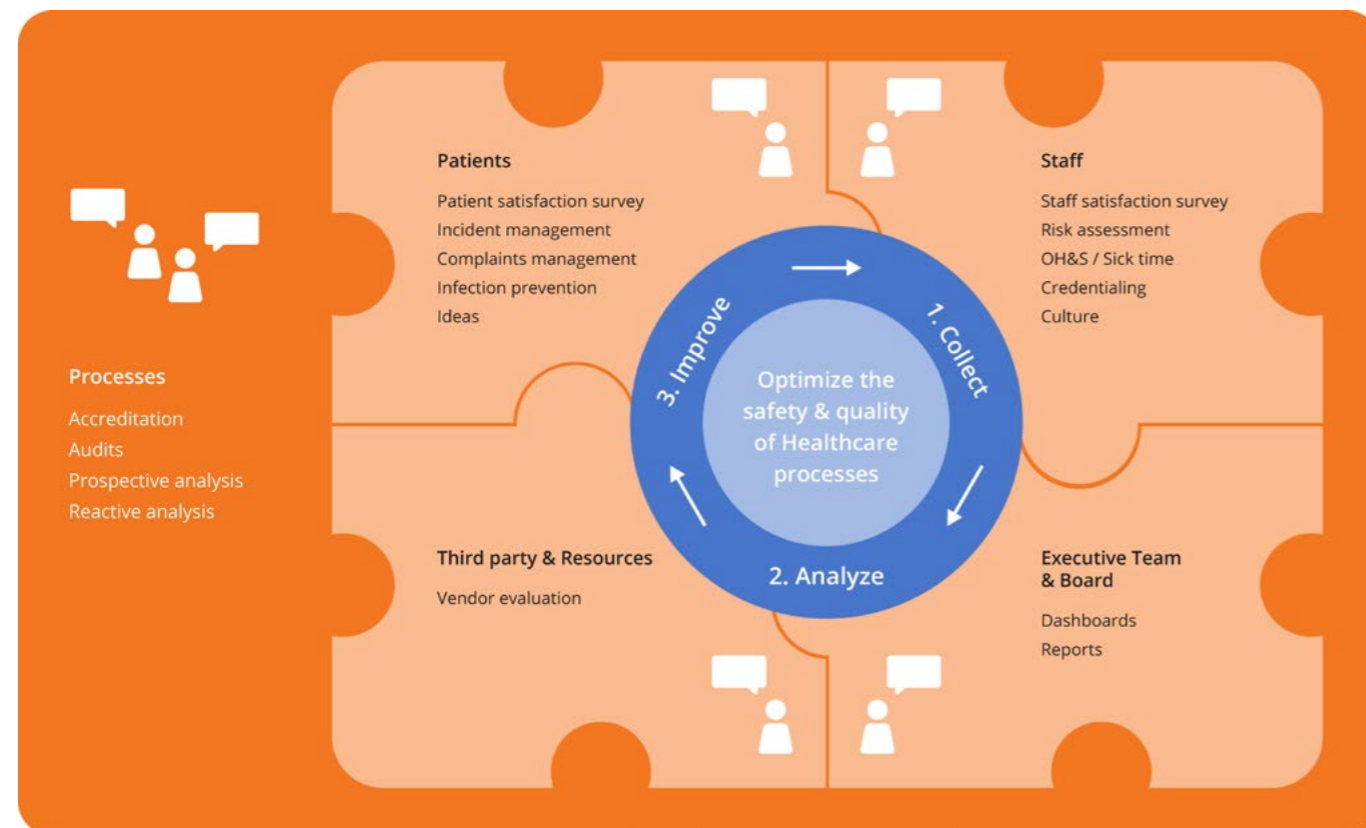 Processes
Accreditation
Audits
Prospective analysis
Reactive analysis
Patients
Patient satisfaction survey
Incident management
Complaints management
Infection prevention
Ideas
Staff
Staff satisfaction survey
Risk assessment
OH&S / Sick time
Credentialing
Culture
1. Collect
2. Analyze
3. Improve
Optimize the
safety & quality
of Healthcare
processes
Third party & Resources
Vendor evaluation
Executive Team
& Board
Dashboards
Reports